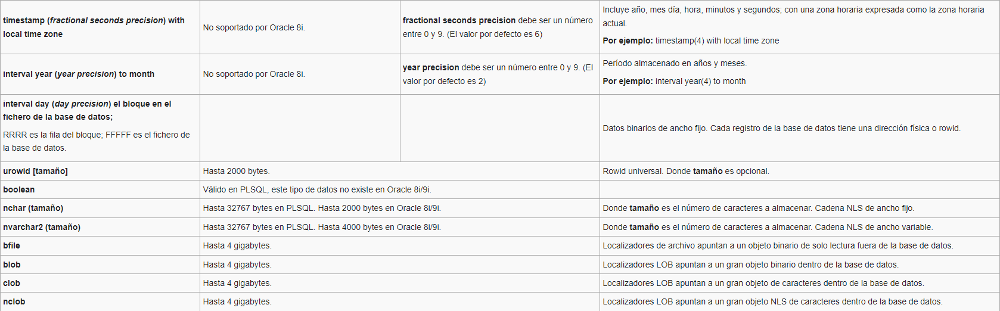 timestamp (fractional seconds precision) with
local time zone
No soportado por Oracle 8i.
fractional seconds precision debe ser un número
entre 0 y 9. (El valor por defecto es 6)
Incluye año, mes día, hora, minutos y segundos; con una zona horaria expresada como la zona horaria
actual.
Por ejemplo: timestamp(4) with local time zone
interval year (year precision) to month
No soportado por Oracle 8i.
year precision debe ser un número entre 0 y 9. (El
valor por defecto es 2)
Período almacenado en años y meses.
Por ejemplo: interval year(4) to month
interval day (day precision) el bloque en el
fichero de la base de datos;
RRRR es la fila del bloque; FFFFF es el fichero de
la base de datos.
Datos binarios de ancho fijo. Cada registro de la base de datos tiene una dirección física o rowid.
urowid [tamaño]
Hasta 2000 bytes.
Rowid universal. Donde tamaño es opcional.
boolean
Válido en PLSQL, este tipo de datos no existe en Oracle 8i/9i.
nchar (tamaño)
Hasta 32767 bytes en PLSQL. Hasta 2000 bytes en Oracle 8i/9i.
Donde tamaño es el número de caracteres a almacenar. Cadena NLS de ancho fijo.
nvarchar2 (tamaño)
Hasta 32767 bytes en PLSQL. Hasta 4000 bytes en Oracle 8i/9i.
Donde tamaño es el número de caracteres a almacenar. Cadena NLS de ancho variable.
bfile
Hasta 4 gigabytes.
Localizadores de archivo apuntan a un objeto binario de solo lectura fuera de la base de datos.
blob
Hasta 4 gigabytes.
Localizadores LOB apuntan a un gran objeto binario dentro de la base de datos.
clob
Hasta 4 gigabytes.
Localizadores LOB apuntan a un gran objeto de caracteres dentro de la base de datos.
nclob
Hasta 4 gigabytes.
Localizadores LOB apuntan a un gran objeto NLS de caracteres dentro de la base de datos.